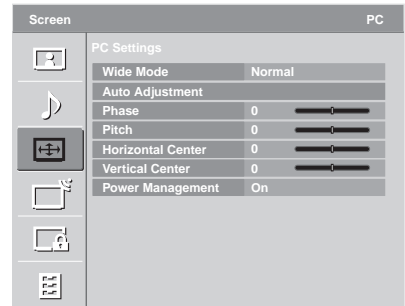 Screen PC
PC Settings
Wide Mode Normal
Auto Adjustment
Phase 0
Pitch 0
Horizontal Center 0
Vertical Center 0
Power Management On